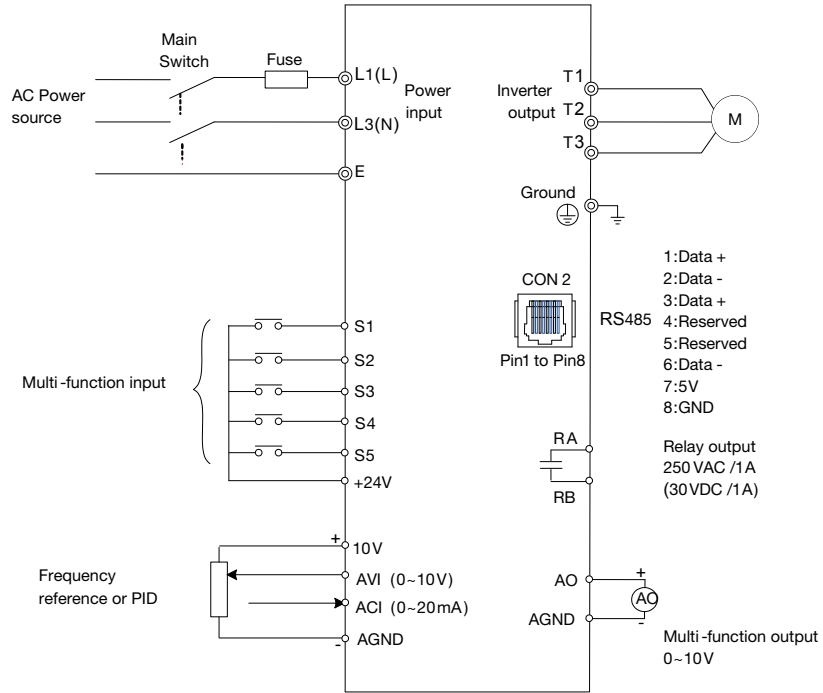 Main
Switch
Fuse
AC Power
source
L1(L)
L3(N)
E
Power
input
Inverter
output
T1
T2
T3
M
Ground
CON 2
Pin1 to Pin8
RS485
1:Data +
2:Data -
3:Data +
4:Reserved
5:Reserved
6:Data -
7:5V
8:GND
Multi-function input
S1
S2
S3
S4
S5
+24V
RA
RB
Relay output
250 VAC /1A
(30VDC /1A)
Frequency
reference or PID
+
10V
AVI (0~10V)
ACI (0~20mA)
AGND
-
AO
AGND
+
AO
-
Multi-function output
0~10V